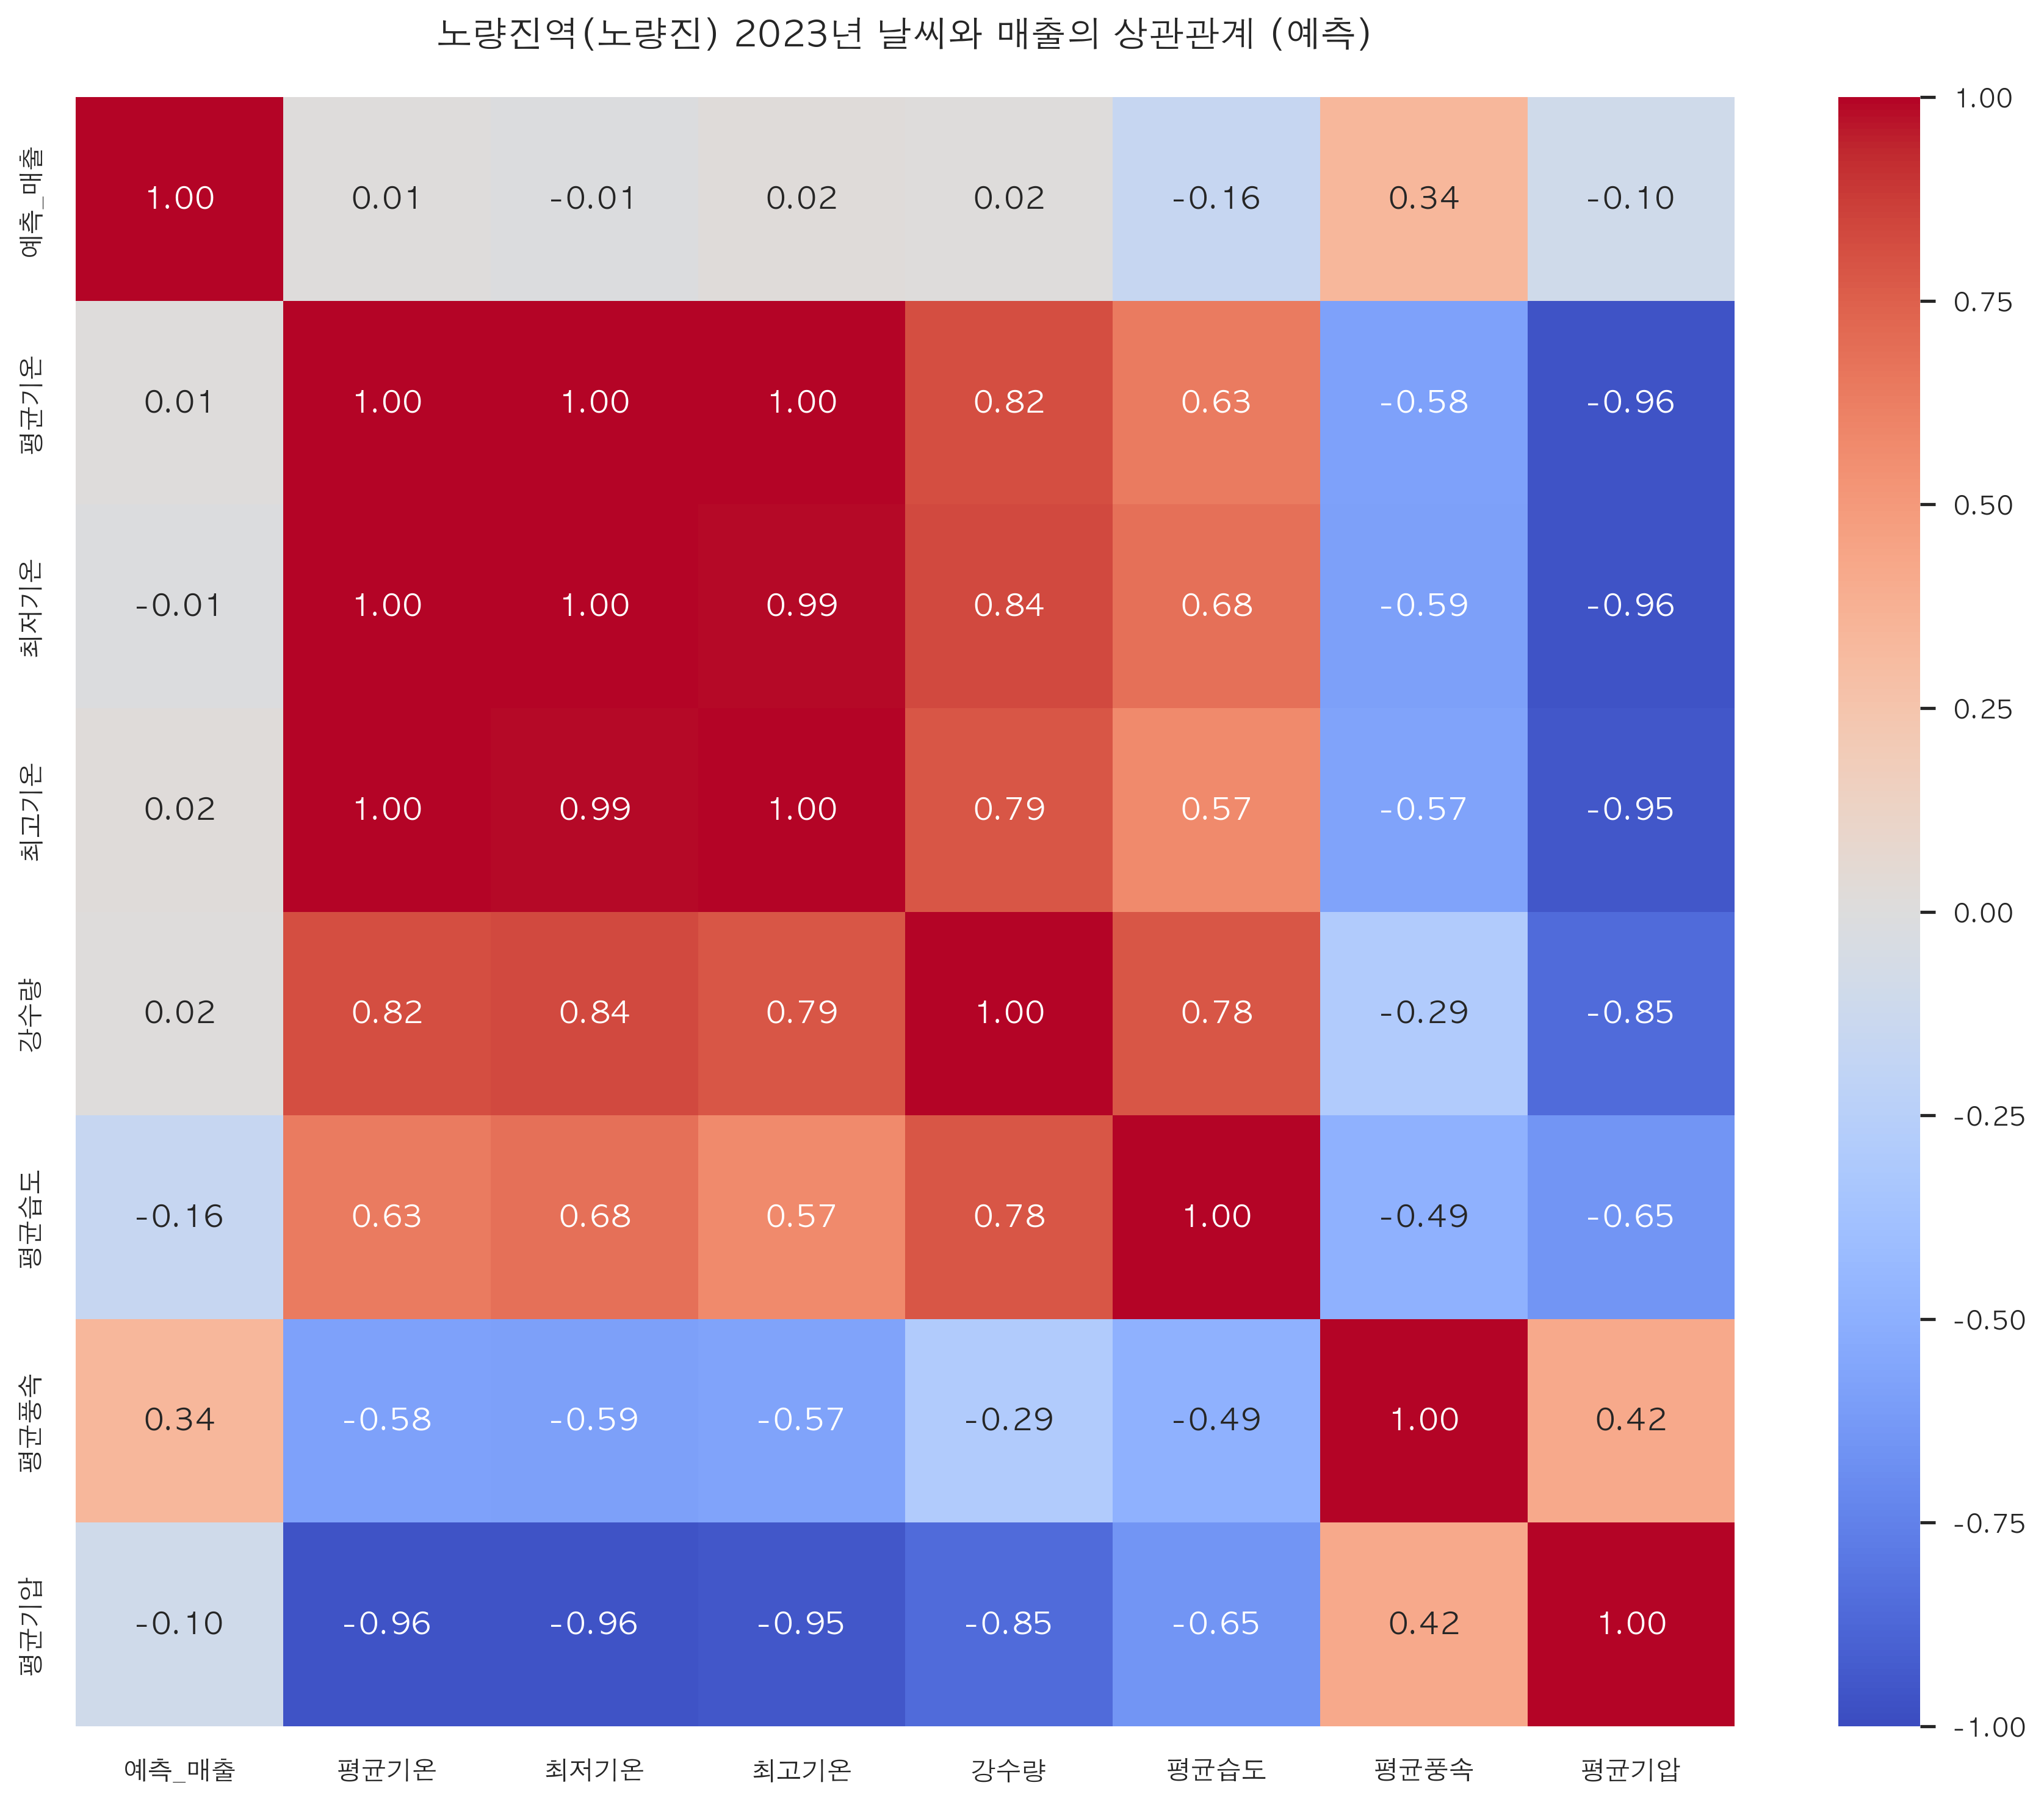 노량진역(노량진) 2023년 날씨와 매출의 상관관계 (예측)
예측_매출 1.00 0.01 -0.01 0.02 0.02 -0.16 0.34 -0.10
평균기온 0.01 1.00 1.00 1.00 0.82 0.63 -0.58 -0.96
최저기온 -0.01 1.00 1.00 0.99 0.84 0.68 -0.59 -0.96
최고기온 0.02 1.00 0.99 1.00 0.79 0.57 -0.57 -0.95
강수량 0.02 0.82 0.84 0.79 1.00 0.78 -0.29 -0.85
평균습도 -0.16 0.63 0.68 0.57 0.78 1.00 -0.49 -0.65
평균풍속 0.34 -0.58 -0.59 -0.57 -0.29 -0.49 1.00 0.42
평균기압 -0.10 -0.96 -0.96 -0.95 -0.85 -0.65 0.42 1.00
예측_매출 평균기온 최저기온 최고기온 강수량 평균습도 평균풍속 평균기압
1.00
0.75
0.50
0.25
0.00
-0.25
-0.50
-0.75
-1.00